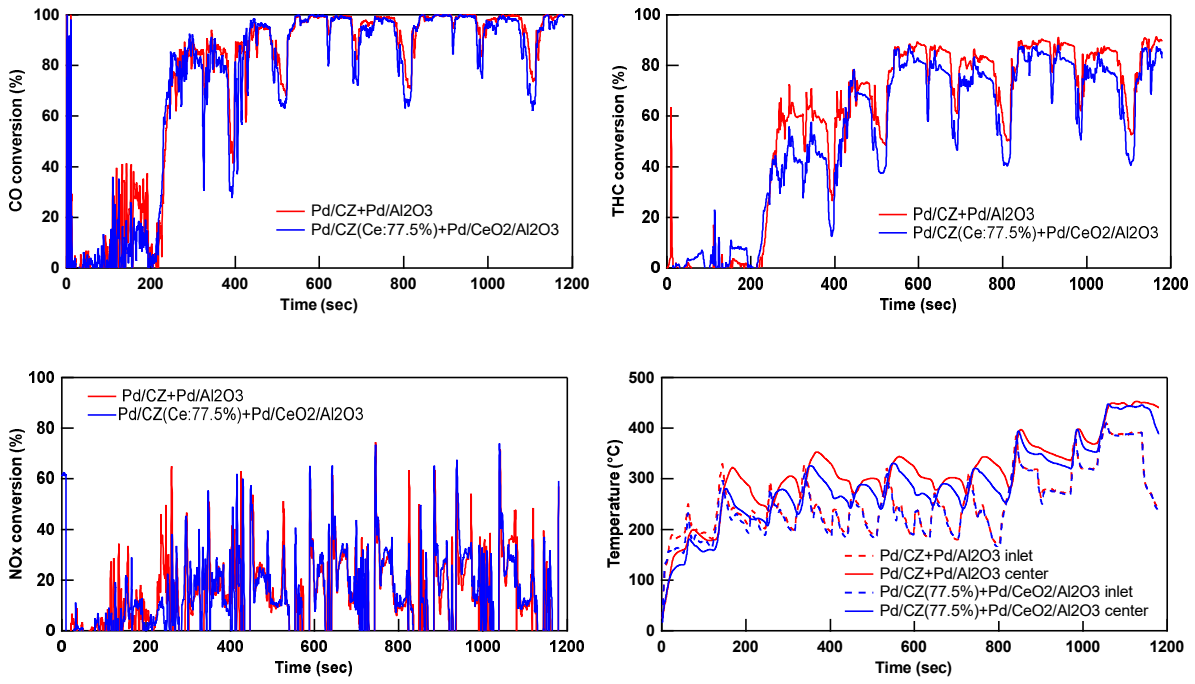 100
80
60
40
20
0
CO conversion (%)
Pd/CZ+Pd/Al2O3
Pd/CZ(Ce:77.5%)+Pd/CeO2/Al2O3
0 200 400 600 800 1000 1200
Time (sec)
100
80
60
40
20
0
THC conversion (%)
Pd/CZ+Pd/Al2O3
Pd/CZ(Ce:77.5%)+Pd/CeO2/Al2O3
0 200 400 600 800 1000 1200
Time (sec)
100
80
60
40
20
0
NOx conversion (%)
Pd/CZ+Pd/Al2O3
Pd/CZ(Ce:77.5%)+Pd/CeO2/Al2O3
0 200 400 600 800 1000 1200
Time (sec)
500
400
300
200
100
0
Temperature (°C)
Pd/CZ+Pd/Al2O3 inlet
Pd/CZ+Pd/Al2O3 center
Pd/CZ(77.5%)+Pd/CeO2/Al2O3 inlet
Pd/CZ(77.5%)+Pd/CeO2/Al2O3 center
0 200 400 600 800 1000 1200
Time (sec)